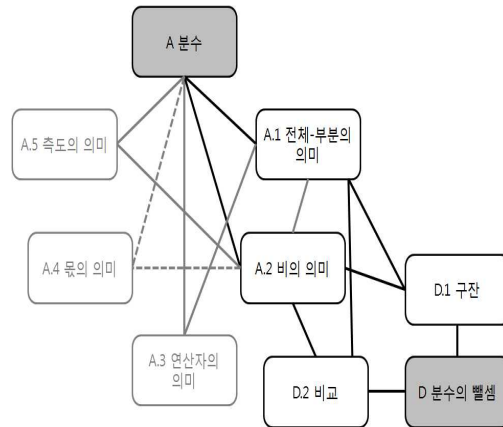 A 분수
A.5 측도의 의미
A.1 전체-부분의
의미
A.4 몫의 의미
A.2 비의 의미
D.1 구잔
A.3 연산자의
의미
D.2 비교
D 분수의 뺄셈